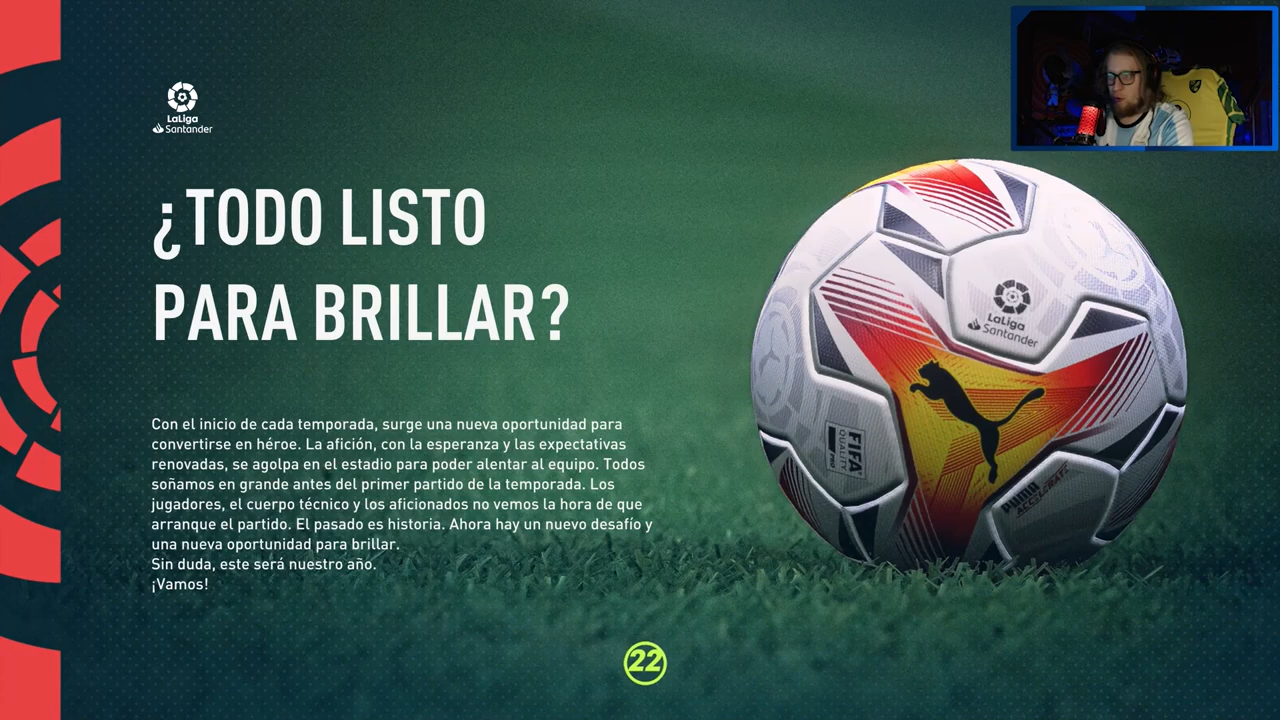 LaLiga
Santander
¿TODO LISTO
PARA BRILLAR?
Con el inicio de cada temporada, surge una nueva oportunidad para
convertirse en héroe. La afición, con la esperanza y las expectativas
renovadas, se agolpa en el estadio para poder alentar al equipo. Todos
soñamos en grande antes del primer partido de la temporada. Los
jugadores, el cuerpo técnico y los aficionados no vemos la hora de que
arranque el partido. El pasado es historia. Ahora hay un nuevo desafío y
una nueva oportunidad para brillar.
Sin duda, este será nuestro año.
¡Vamos!
LaLiga
Santander
FIFA
QUALITY
PRO
PUMA
ACCELERATE
22